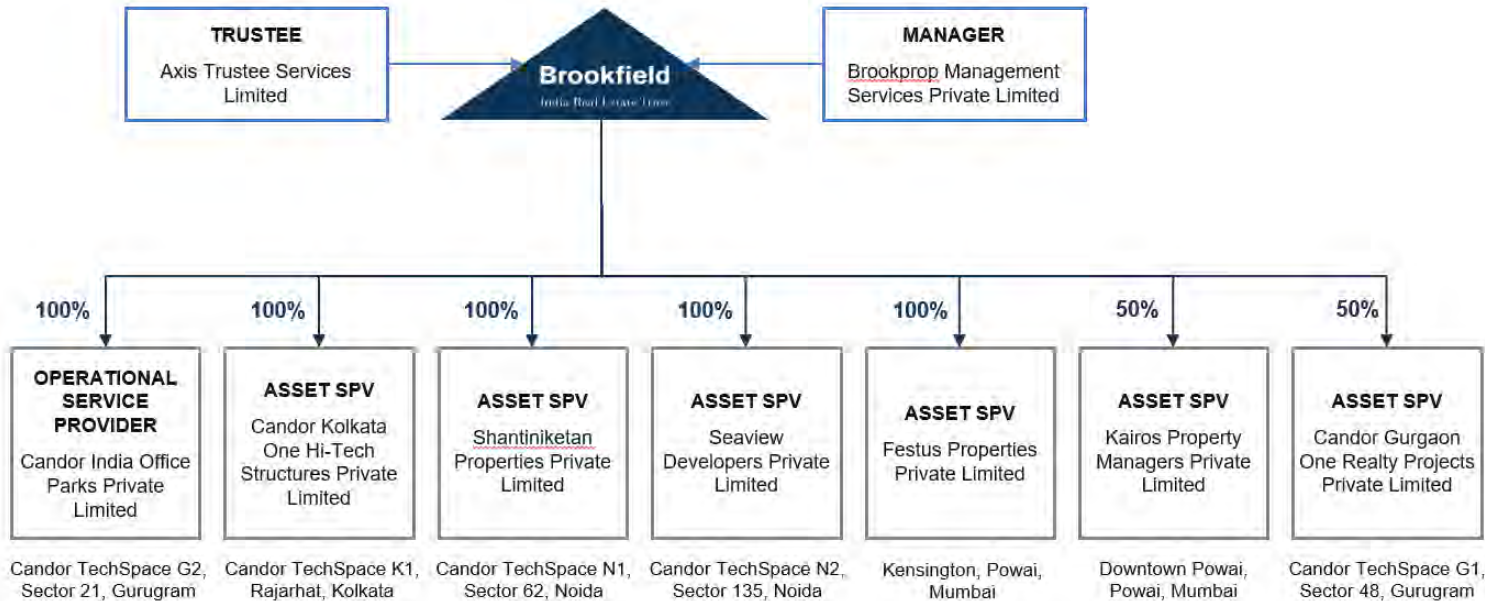 TRUSTEE
Axis Trustee Services
Limited
Brookfield
India Real Estate Trust
MANAGER
Brookprop Management
Services Private Limited
100%
100%
100%
100%
100%
50%
50%
OPERATIONAL
SERVICE
PROVIDER
Candor India Office
Parks Private
Limited
ASSET SPV
Candor Kolkata
One Hi-Tech
Structures Private
Limited
ASSET SPV
Shantiniketan
Properties Private
Limited
ASSET SPV
Seaview
Developers Private
Limited
ASSET SPV
Festus Properties
Private Limited
ASSET SPV
Kairos Property
Managers Private
Limited
ASSET SPV
Candor Gurgaon
One Realty Projects
Private Limited
Candor TechSpace G2,
Sector 21, Gurugram
Candor TechSpace K1,
Rajarhat, Kolkata
Candor TechSpace N1,
Sector 62, Noida
Candor TechSpace N2,
Sector 135, Noida
Kensington, Powai,
Mumbai
Downtown Powai,
Powai, Mumbai
Candor TechSpace G1,
Sector 48, Gurugram